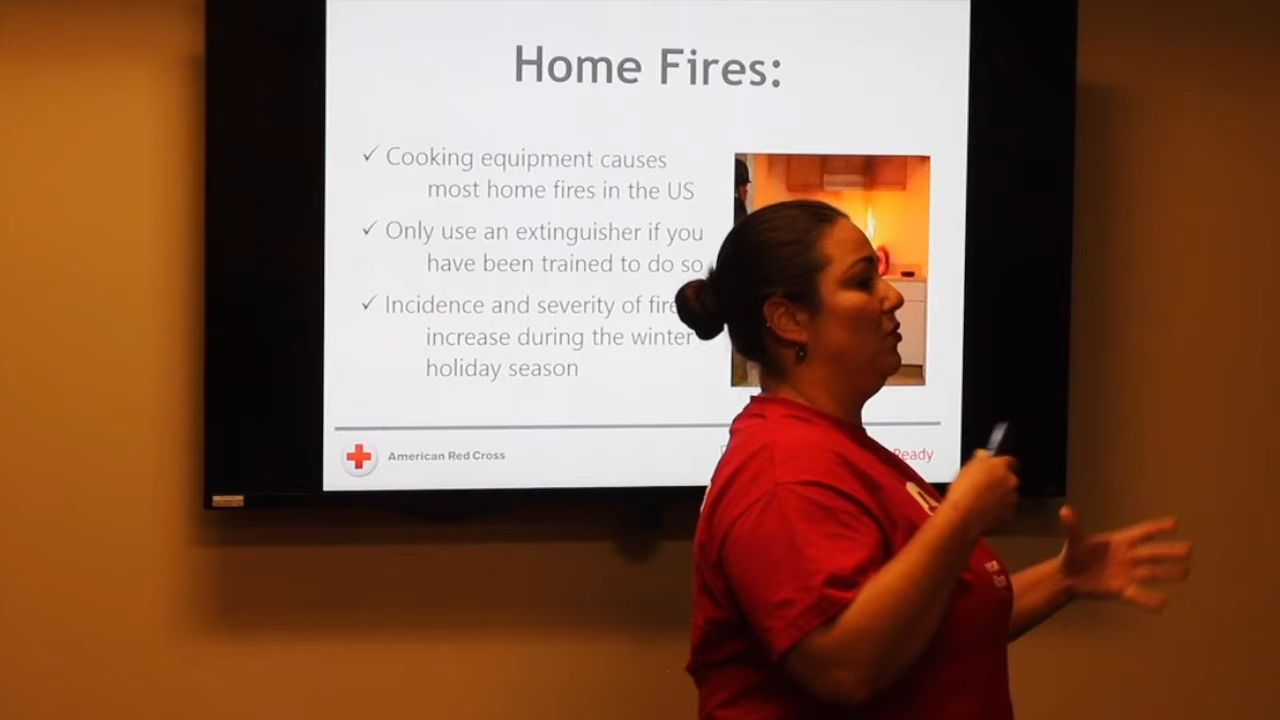 Home Fires:
✓ Cooking equipment causes
most home fires in the US
✓ Only use an extinguisher if you
have been trained to do so
✓ Incidence and severity of
increase during the winter
holiday season
American Red Cross
Ready